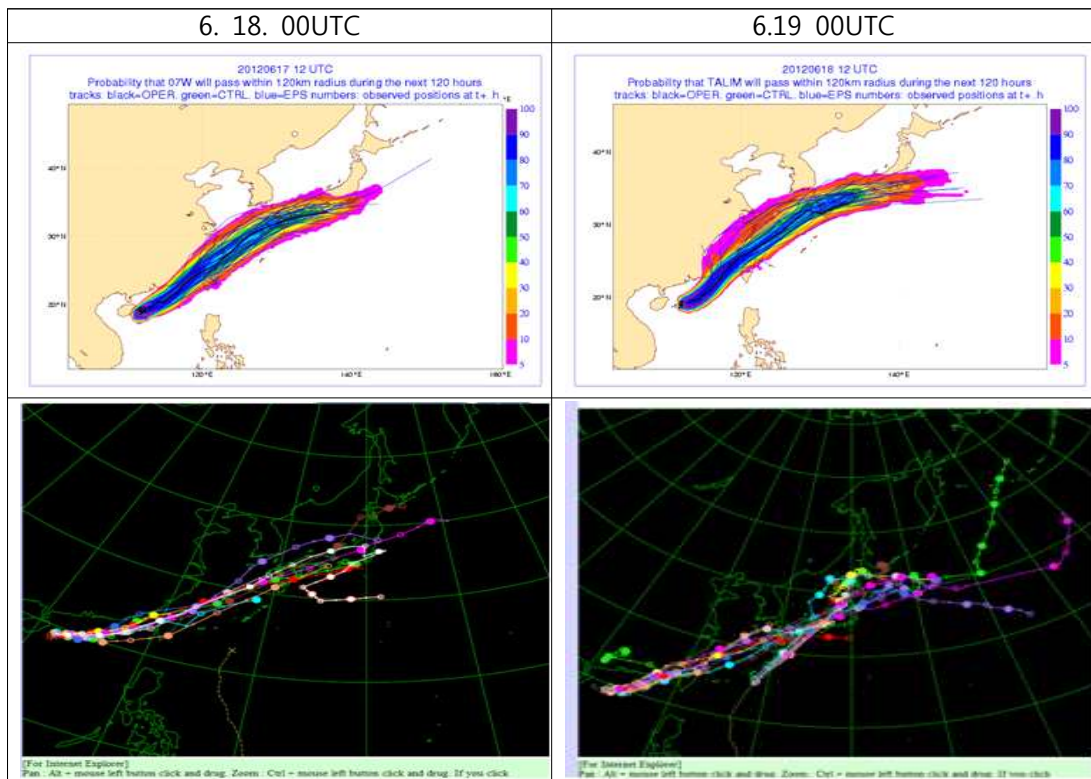 6. 18. 00UTC
6.19 00UTC
20120617 12 UTC
Probability that 07W will pass within 120km radius during the next 120 hours
tracks: black=OPER. green=CTRL. blue=EPS numbers: observed positions at t+..h
°E
100
90
80
70
60
50
40
30
20
10
5
40°N
30°N
20°N
120°E
140°E
160°E
20120618 12 UTC
Probability that TALIM will pass within 120km radius during the next 120 hours
tracks: black=OPER. green=CTRL. blue=EPS numbers: observed positions at t+..h
100
90
80
70
60
50
40
30
20
10
5
40°N
30°N
20°N
120°E
140°E
[For Internet Explorer]
Pan : Alt + mouse left button click and drug. Zoom : Ctrl + mouse left button click and drug. If you click
[For Internet Explorer]
Pan : Alt + mouse left button click and drug. Zoom : Ctrl + mouse left button click and drug. If you click